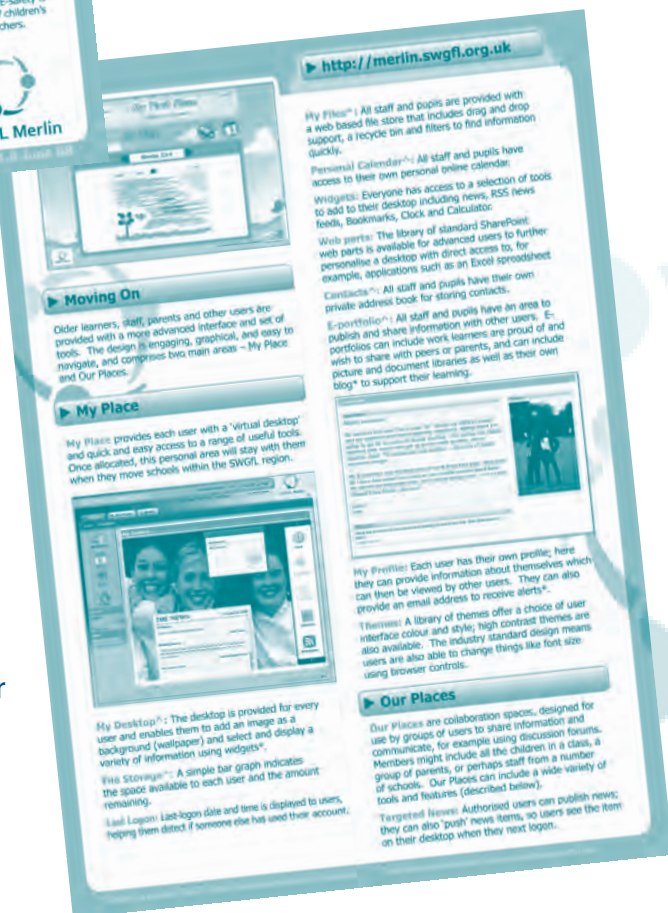 E-safety is
children's
chers.
L Merlin
► http://merlin.swgfl.org.uk
► Moving On
Older learners, staff, parents and other users are
provided with a more advanced interface and set of
tools. The design is engaging, graphical, and easy to
navigate, and comprises two main areas – My Place
and Our Places.
► My Place
My Place provides each user with a 'virtual desktop'
and quick and easy access to a range of useful tools.
Once allocated, this personal area will stay with them
when they move schools within the SWGfL region.
THE NEWS
My Desktop^: The desktop is provided for every
user and enables them to add an image as a
background (wallpaper) and select and display a
variety of information using widgets*.
File Storage^: A simple bar graph indicates
the space available to each user and the amount
remaining.
Last Logon: Last-logon date and time is displayed to users,
helping them detect if someone else has used their account.
My Files^: All staff and pupils are provided with
a web based file store that includes drag and drop
support, a recycle bin and filters to find information
quickly.
Personal Calendar^: All staff and pupils have
access to their own personal online calendar.
Widgets: Everyone has access to a selection of tools
to add to their desktop including news, RSS news
feeds, Bookmarks, Clock and Calculator.
Web parts: The library of standard SharePoint
web parts is available for advanced users to further
personalise a desktop with direct access to, for
example, applications such as an Excel spreadsheet
Contacts^: All staff and pupils have their own
private address book for storing contacts.
E-portfolio^: All staff and pupils have an area to
publish and share information with other users. E-
portfolios can include work learners are proud of and
wish to share with peers or parents, and can include
picture and document libraries as well as their own
blog* to support their learning.
My Profile: Each user has their own profile; here
they can provide information about themselves which
can then be viewed by other users. They can also
provide an email address to receive alerts*.
Themes: A library of themes offer a choice of user
interface colour and style; high contrast themes are
also available. The industry standard design means
users are also able to change things like font size
using browser controls.
► Our Places
Our Places are collaboration spaces, designed for
use by groups of users to share information and
communicate, for example using discussion forums.
Members might include all the children in a class, a
group of parents, or perhaps staff from a number
of schools. Our Places can include a wide variety of
tools and features (described below).
Targeted News: Authorised users can publish news;
they can also 'push' news items, so users see the item
on their desktop when they next logon.
r